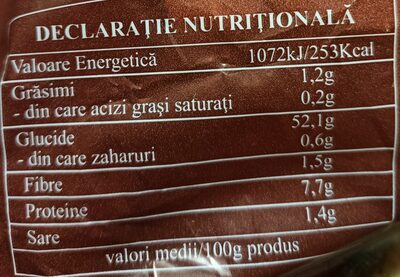 DECLARAȚIE NUTRIȚIONALĂ
Valoare Energetică 1072kJ/253Kcal
Grăsimi 1,2g
- din care acizi grași saturați 0,2g
Glucide 52,1g
- din care zaharuri 0,6g
Fibre 1,5g
Proteine 7,7g
Sare 1,4g
valori medii/100g produs